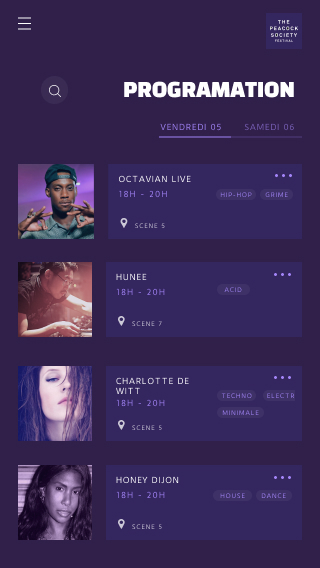 THE
PEACOCK
SOCIETY
FESTIVAL
PROGRAMATION
VENDREDI 05 SAMEDI 06
OCTAVIAN LIVE
18H - 20H
HIP-HOP GRIME
SCENE 5
HUNEE
18H - 20H
ACID
SCENE 7
CHARLOTTE DE
WITT
18H - 20H
TECHNO ELECTR
MINIMALE
SCENE 5
HONEY DIJON
18H - 20H
HOUSE DANCE
SCENE 5